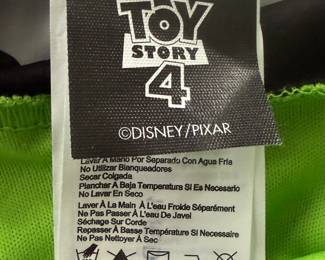 TOY
STORY
4
©DISNEY/PIXAR
Lavar A Mano Por Separado Con Agua Fría
No Utilizar Blanqueadores
Secar Colgada
Planchar Á Baja Temperatura Si Es Necesario
No Lavar En Seco
Laver À La Main À L'eau Froide Séparément
Ne Pas Passer À L'eau De Javel
Séchage Sur Corde
Repasser À Basse Température Si Nécessaire
Ne Pas Nettoyer À Sec